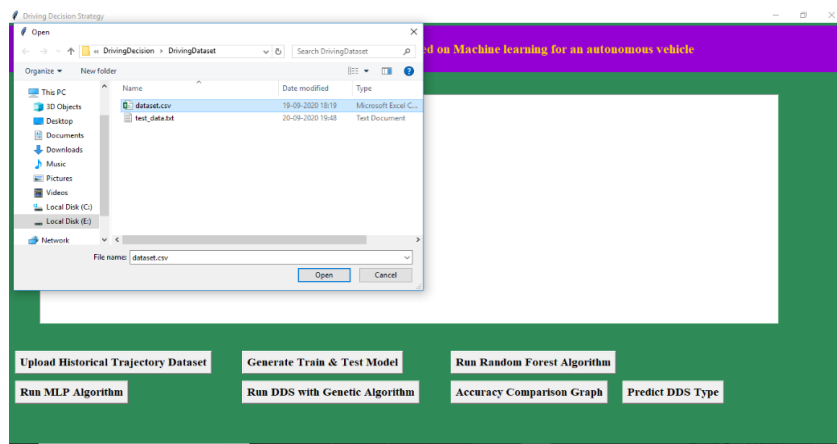 Driving Decision Strategy
Open
ed on Machine learning for an autonomous vehicle
« DrivingDecision › DrivingDataset
Search DrivingDataset
Organize
New folder
Name
Date modified
Type
This PC
3D Objects
Desktop
Documents
Downloads
Music
Pictures
Videos
Local Disk (C:)
Local Disk (E:)
Network
dataset.csv 19-09-2020 18:19 Microsoft Excel C...
test_data.txt 20-09-2020 19:48 Text Document
File name: dataset.csv
Open
Cancel
Upload Historical Trajectory Dataset
Generate Train & Test Model
Run Random Forest Algorithm
Run MLP Algorithm
Run DDS with Genetic Algorithm
Accuracy Comparison Graph
Predict DDS Type